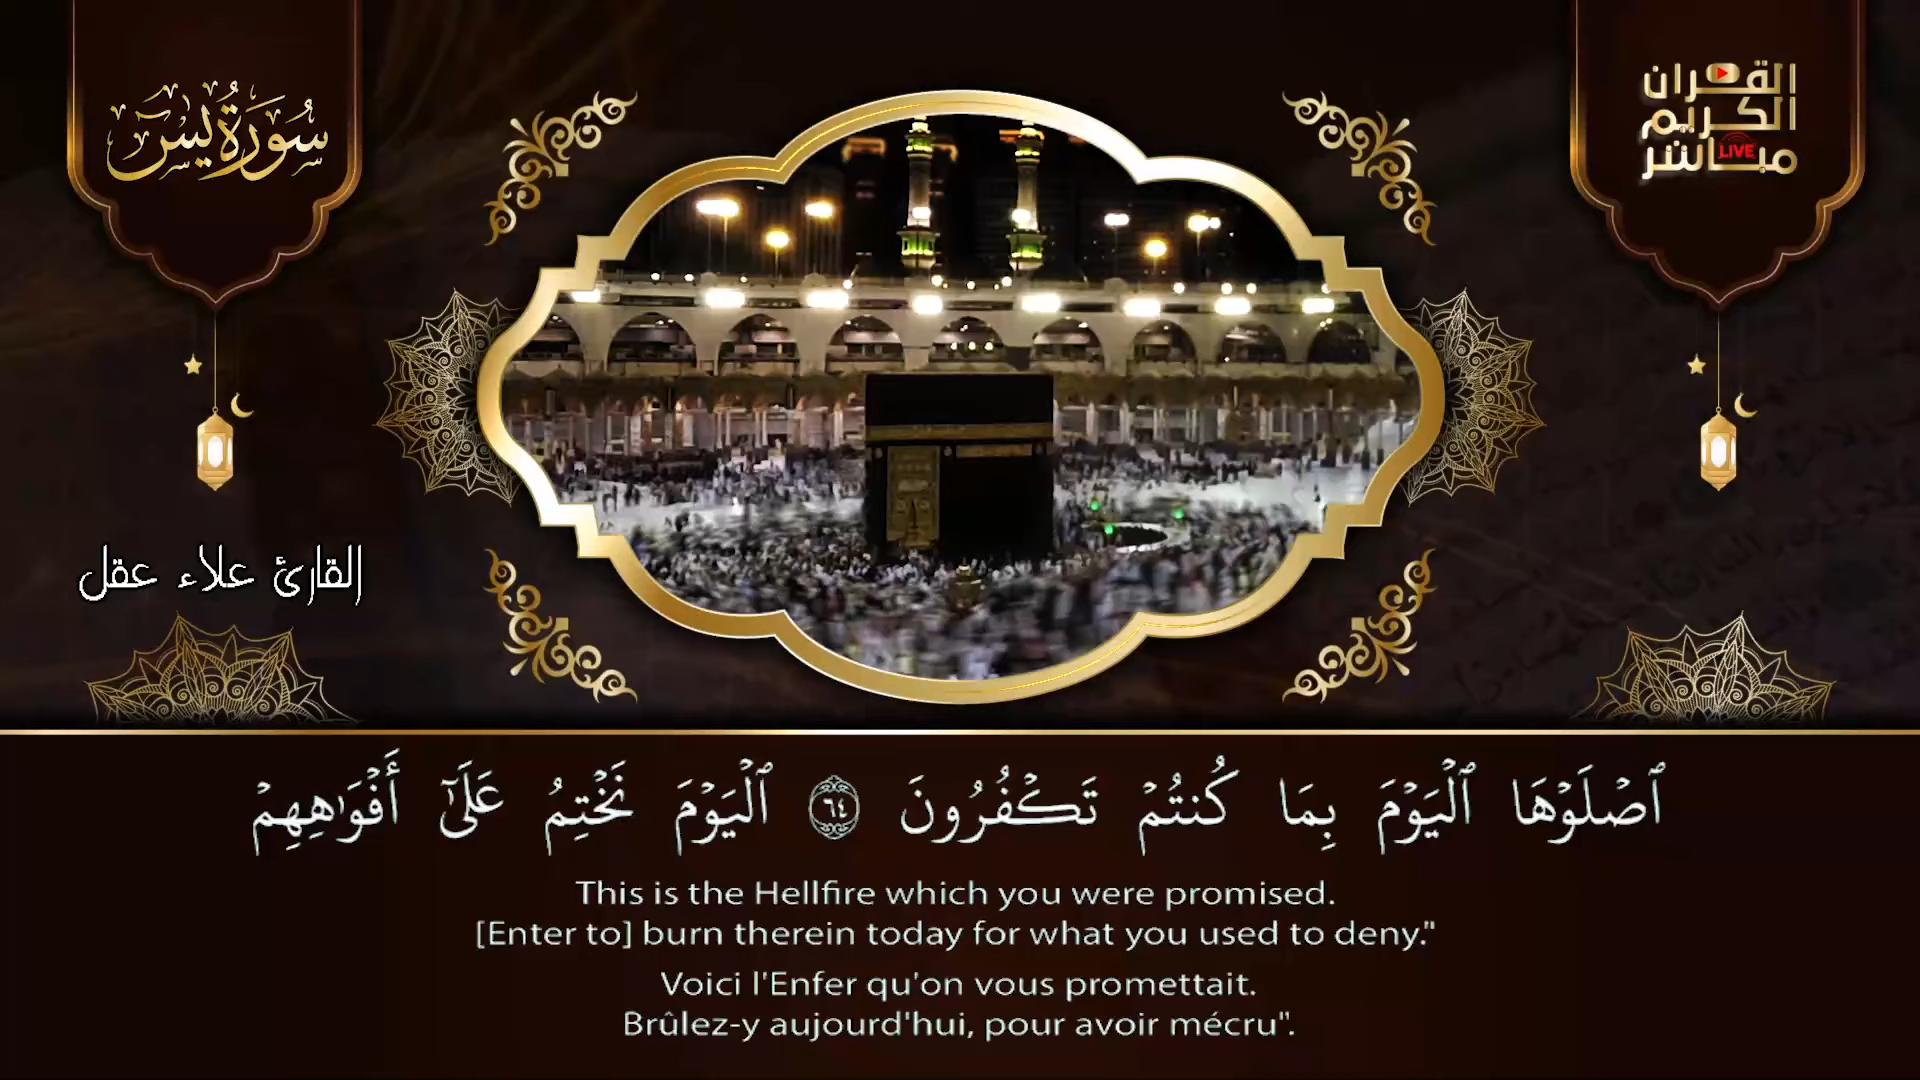 سُورَةُ يس
القرآن
الكريم
مباشر
LIVE
القارئ علاء عقل
ٱصۡلَوۡهَا ٱلۡيَوۡمَ بِمَا كُنتُمۡ تَكۡفُرُونَ ٦٤ ٱلۡيَوۡمَ نَخۡتِمُ عَلَىٰٓ أَفۡوَٰهِهِمۡ
This is the Hellfire which you were promised.
[Enter to] burn therein today for what you used to deny."
Voici l'Enfer qu'on vous promettait.
Brûlez-y aujourd'hui, pour avoir mécru".